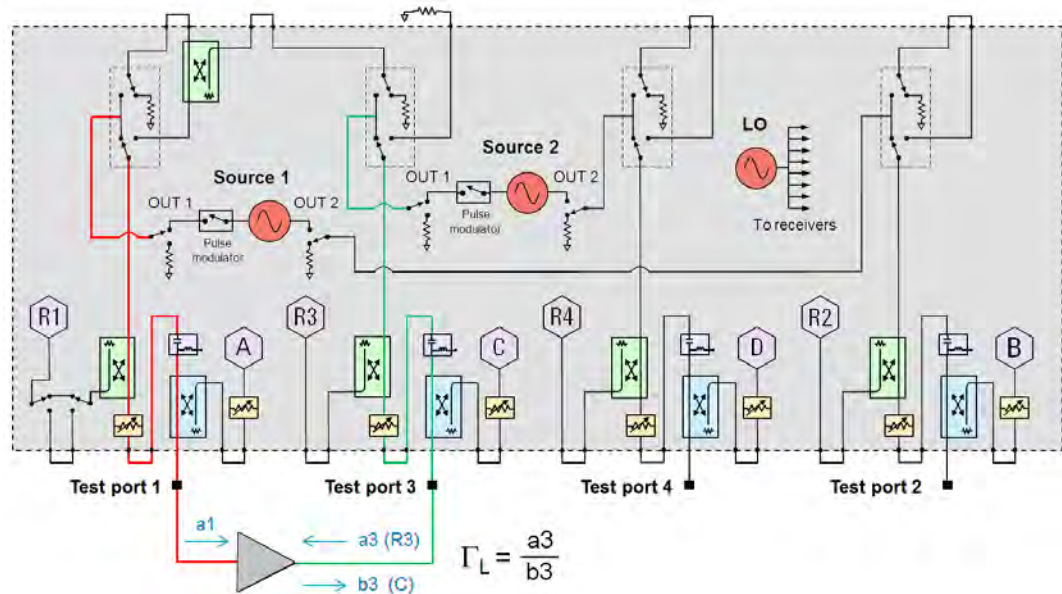 LO
Source 1
Source 2
OUT 1
OUT 2
OUT 1
OUT 2
Pulse
modulator
Pulse
modulator
To receivers
R1
A
R3
C
R4
D
R2
B
Test port 1
Test port 3
Test port 4
Test port 2
a1
a3 (R3)
b3 (C)
Γ_L = a3
b3